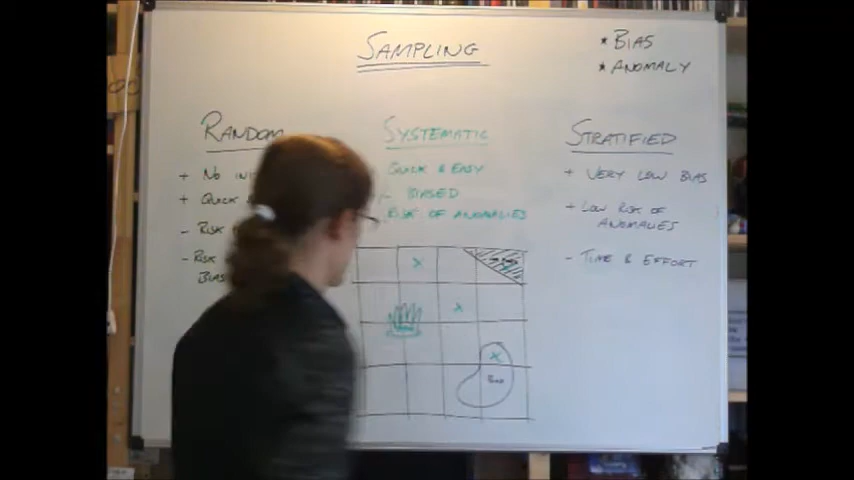 SAMPLING
* BIAS
* ANOMALY
RANDOM
+ NO
+ QUICK
- RISK
- RISK
BIAS
SYSTEMATIC
QUICK & EASY
- BIASED
RISK OF ANOMALIES
STRATIFIED
+ VERY LOW BIAS
+ LOW RISK OF
ANOMALIES
- TIME & EFFORT
x
x
x